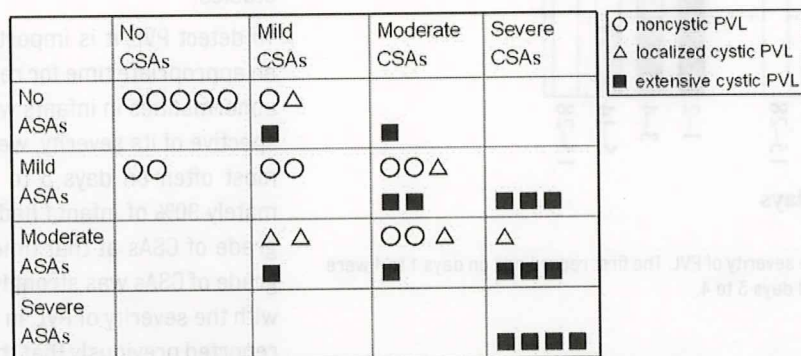 No CSAs
Mild CSAs
Moderate CSAs
Severe CSAs
○ noncystic PVL
△ localized cystic PVL
■ extensive cystic PVL
No ASAs
Mild ASAs
Moderate ASAs
Severe ASAs